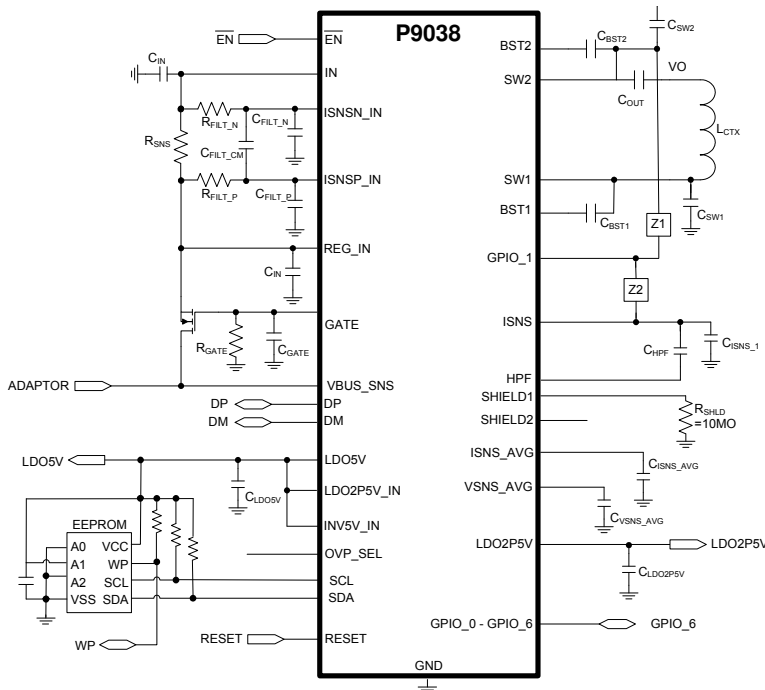 P9038
EN
EN
CIN
IN
RFILT_N
CFILT_N
ISNSN_IN
RSNS
CFILT_CM
RFILT_P
CFILT_P
ISNSP_IN
REG_IN
CIN
GATE
RGATE
CGATE
ADAPTOR
VBUS_SNS
DP
DP
DM
DM
LDO5V
LDO5V
CLDO5V
LDO2P5V_IN
INV5V_IN
OVP_SEL
EEPROM
A0
VCC
A1
WP
A2
SCL
VSS
SDA
SCL
SDA
WP
RESET
RESET
GND
BST2
CBST2
CSW2
SW2
COUT
VO
LCTX
SW1
BST1
CBST1
CSW1
Z1
GPIO_1
Z2
ISNS
CHPF
CISNS_1
HPF
SHIELD1
RSHLD
=10MO
SHIELD2
ISNS_AVG
CISNS_AVG
VSNS_AVG
CVSNS_AVG
LDO2P5V
LDO2P5V
CLDO2P5V
GPIO_0 - GPIO_6
GPIO_6